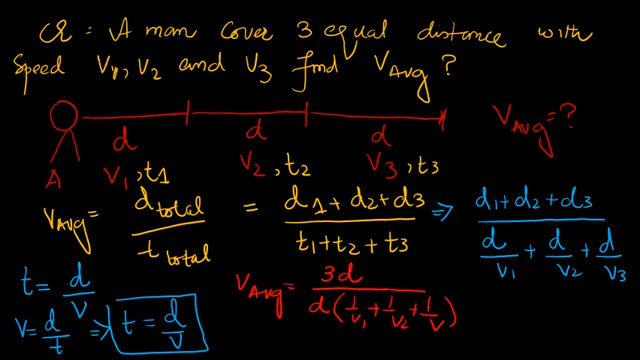 Q = A man cover 3 equal distance with
speed V1, V2 and V3 find VAvg ?
d d d VAvg = ?
A V1, t1 V2, t2 V3, t3
VAvg = dtotal / ttotal = d1 + d2 + d3 / t1 + t2 + t3 => d1 + d2 + d3 / d/V1 + d/V2 + d/V3
t = d/V
VAvg = 3d / d(1/V1 + 1/V2 + 1/V)
V = d/t => t = d/V